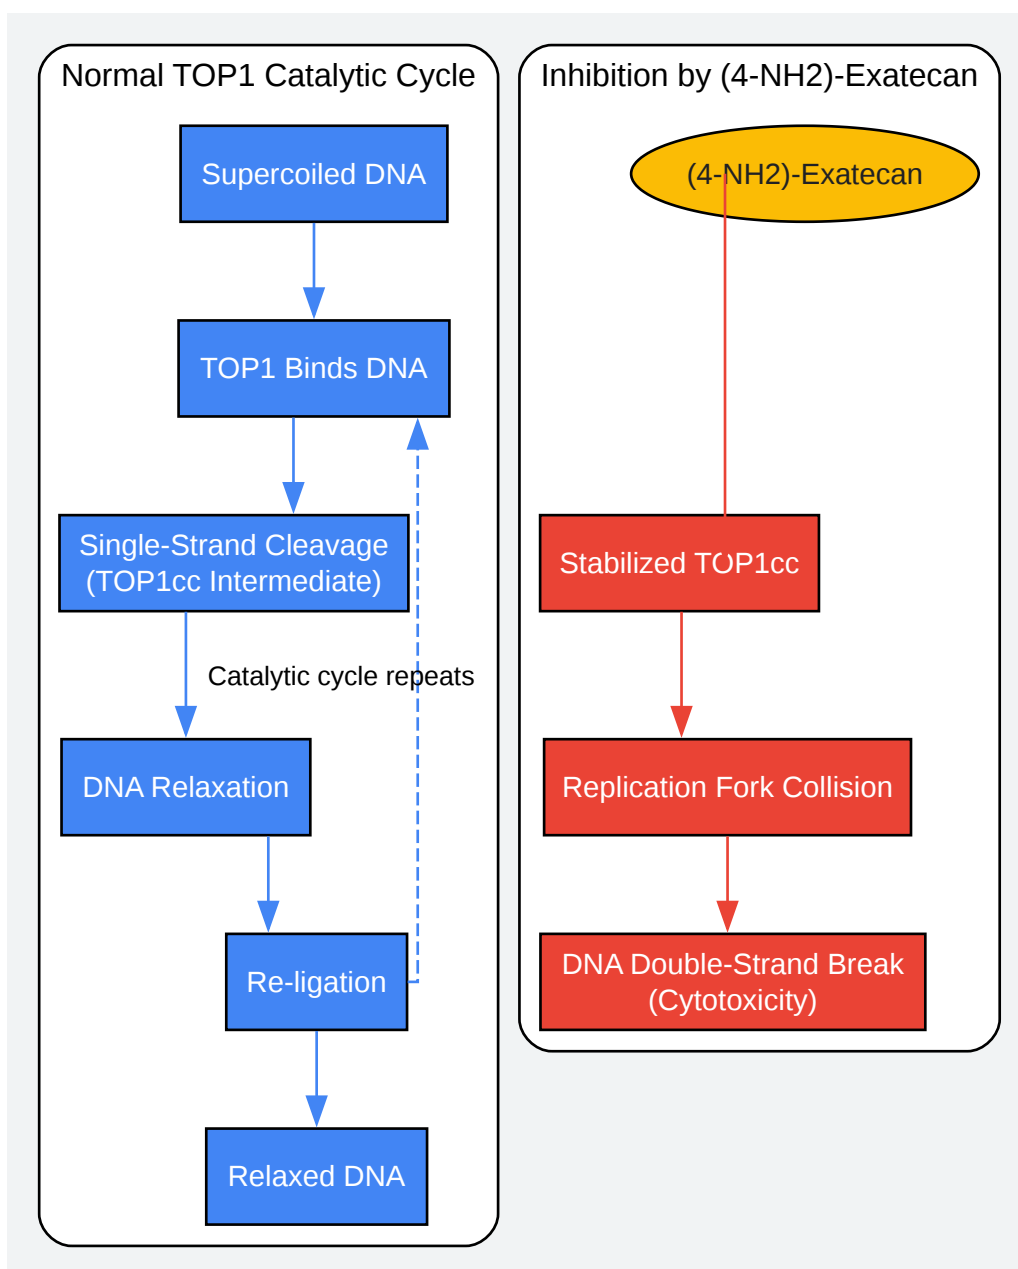 Normal TOP1 Catalytic Cycle
Supercoiled DNA
TOP1 Binds DNA
Single-Strand Cleavage
(TOP1cc Intermediate)
Catalytic cycle repeats
DNA Relaxation
Re-ligation
Relaxed DNA
Inhibition by (4-NH2)-Exatecan
(4-NH2)-Exatecan
Stabilized TOP1cc
Replication Fork Collision
DNA Double-Strand Break
(Cytotoxicity)